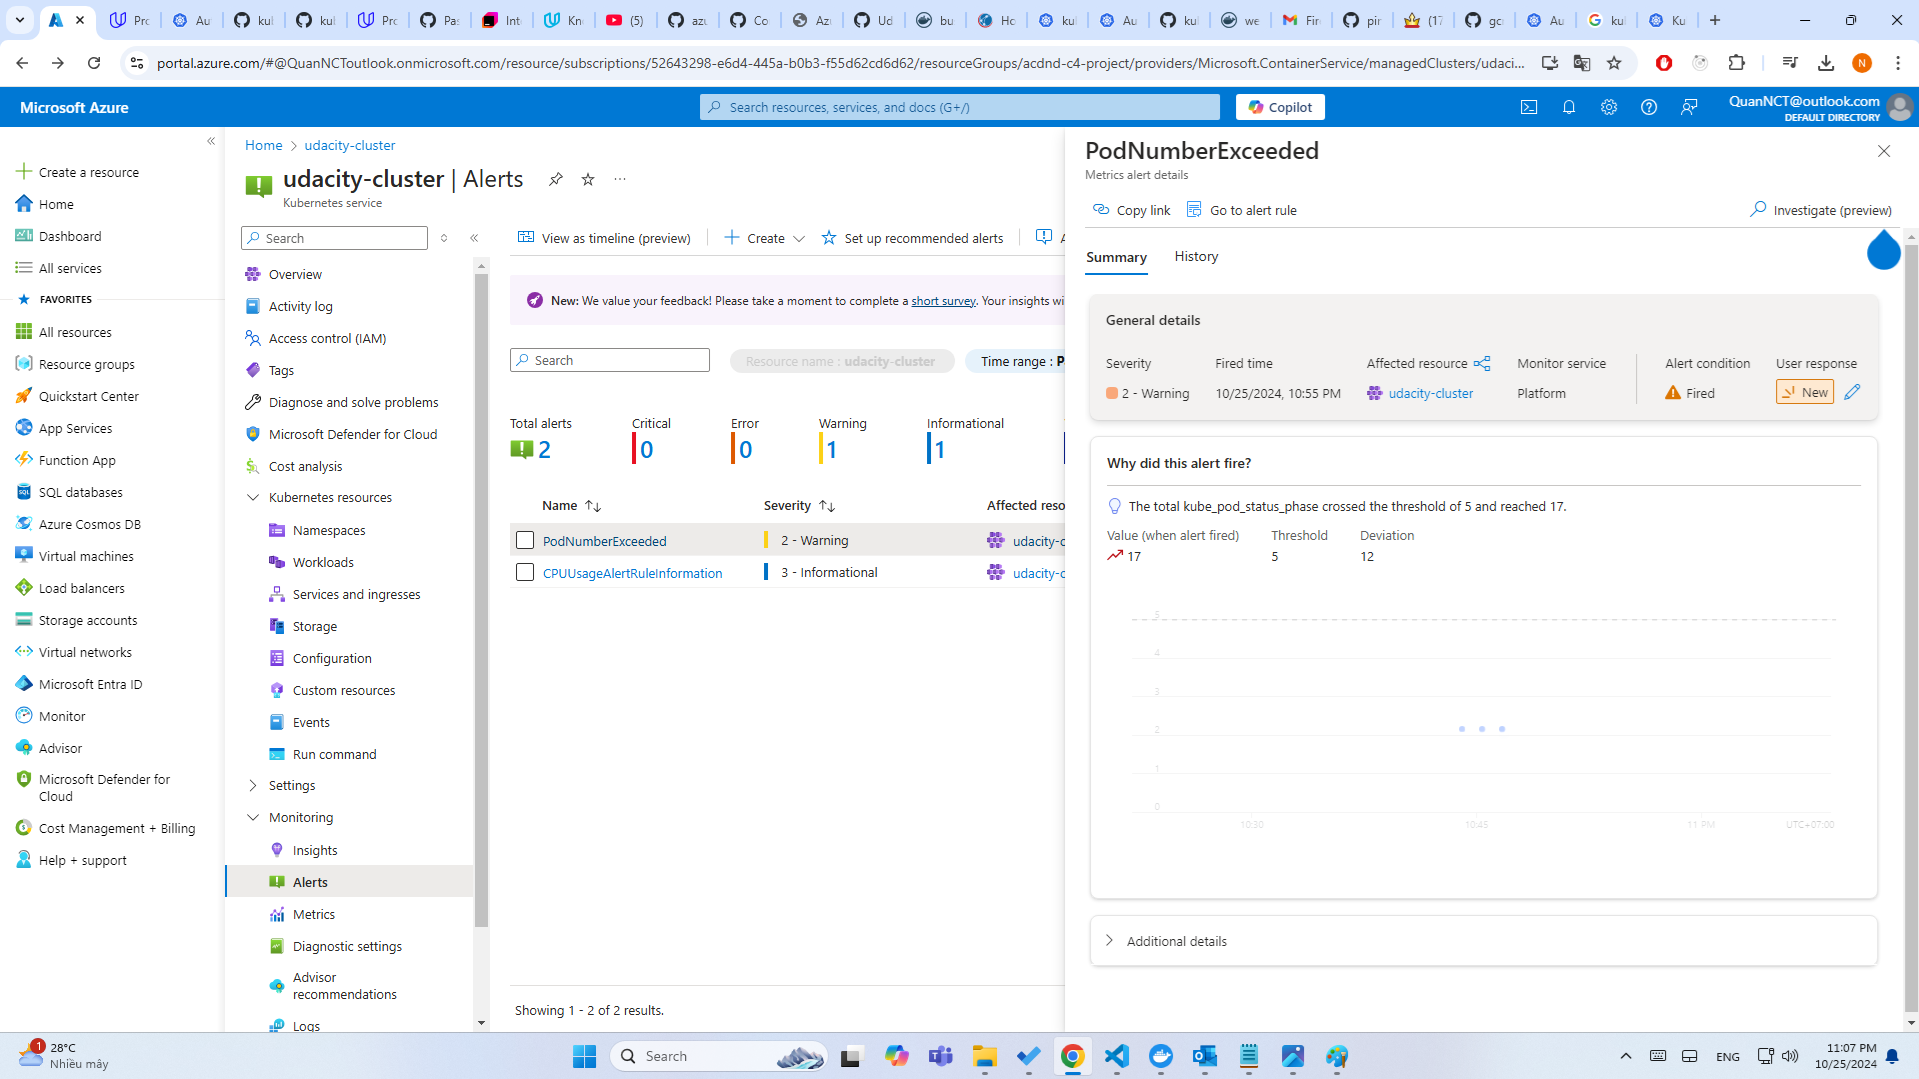 Pro
Au
kul
kul
Pro
Pas
Inte
Kno
(5)
azu
Co
Azu
Ud
bu
Ho
kul
Au
kul
we
Fir
pir
(17
gc
Au
kul
Ku
portal.azure.com/#@QuanNCToutlook.onmicrosoft.com/resource/subscriptions/52643298-e6d4-445a-b0b3-f55d62cd6d62/resourceGroups/acdnd-c4-project/providers/Microsoft.ContainerService/managedClusters/udaci...
N
Microsoft Azure
Search resources, services, and docs (G+/)
Copilot
QuanNCT@outlook.com
DEFAULT DIRECTORY
Create a resource
Home
Dashboard
All services
FAVORITES
All resources
Resource groups
Quickstart Center
App Services
Function App
SQL databases
Azure Cosmos DB
Virtual machines
Load balancers
Storage accounts
Virtual networks
Microsoft Entra ID
Monitor
Advisor
Microsoft Defender for
Cloud
Cost Management + Billing
Help + support
Home > udacity-cluster
udacity-cluster | Alerts
Kubernetes service
Search
Overview
Activity log
Access control (IAM)
Tags
Diagnose and solve problems
Microsoft Defender for Cloud
Cost analysis
Kubernetes resources
Namespaces
Workloads
Services and ingresses
Storage
Configuration
Custom resources
Events
Run command
Settings
Monitoring
Insights
Alerts
Metrics
Diagnostic settings
Advisor
recommendations
Logs
View as timeline (preview)
Create
Set up recommended alerts
New: We value your feedback! Please take a moment to complete a short survey. Your insights wi
Search
Resource name : udacity-cluster
Time range : P
Total alerts
2
Critical
0
Error
0
Warning
1
Informational
1
Name
Severity
Affected reso
PodNumberExceeded
2 - Warning
udacity-c
CPUUsageAlertRuleInformation
3 - Informational
udacity-c
Showing 1 - 2 of 2 results.
PodNumberExceeded
Metrics alert details
Copy link
Go to alert rule
Investigate (preview)
Summary
History
General details
Severity
2 - Warning
Fired time
10/25/2024, 10:55 PM
Affected resource
udacity-cluster
Monitor service
Platform
Alert condition
Fired
User response
New
Why did this alert fire?
The total kube_pod_status_phase crossed the threshold of 5 and reached 17.
Value (when alert fired)
17
Threshold
5
Deviation
12
5
4
3
2
1
0
10:30
10:45
11 PM
UTC+07:00
Additional details
1
28°C
Nhiều mây
Search
ENG
11:07 PM
10/25/2024